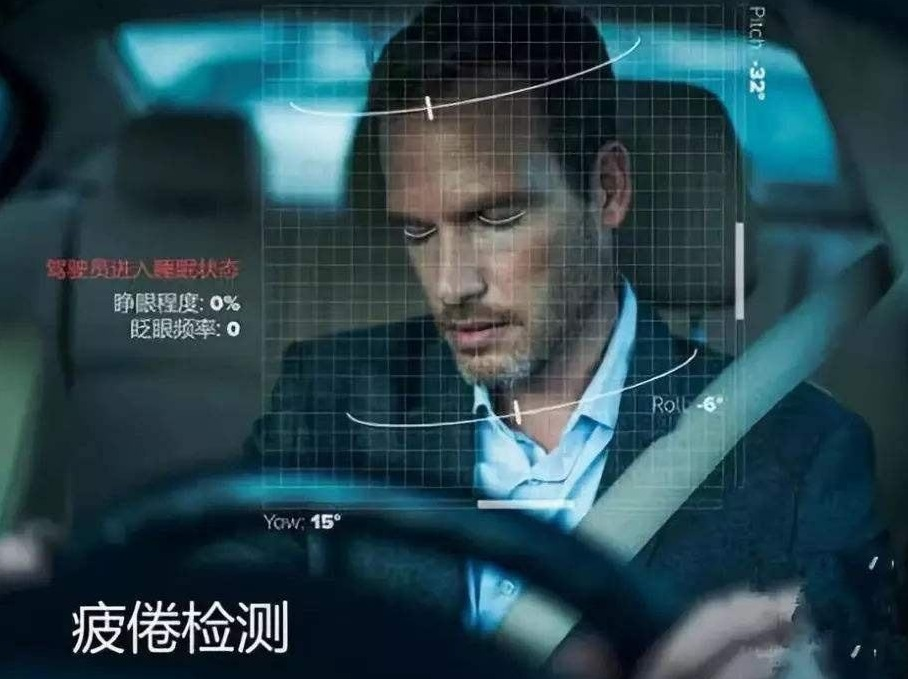 Pitch -32°
驾驶员进入睡眠状态
睁眼程度: 0%
眨眼频率: 0
Roll -6°
Yaw: 15°
疲倦检测